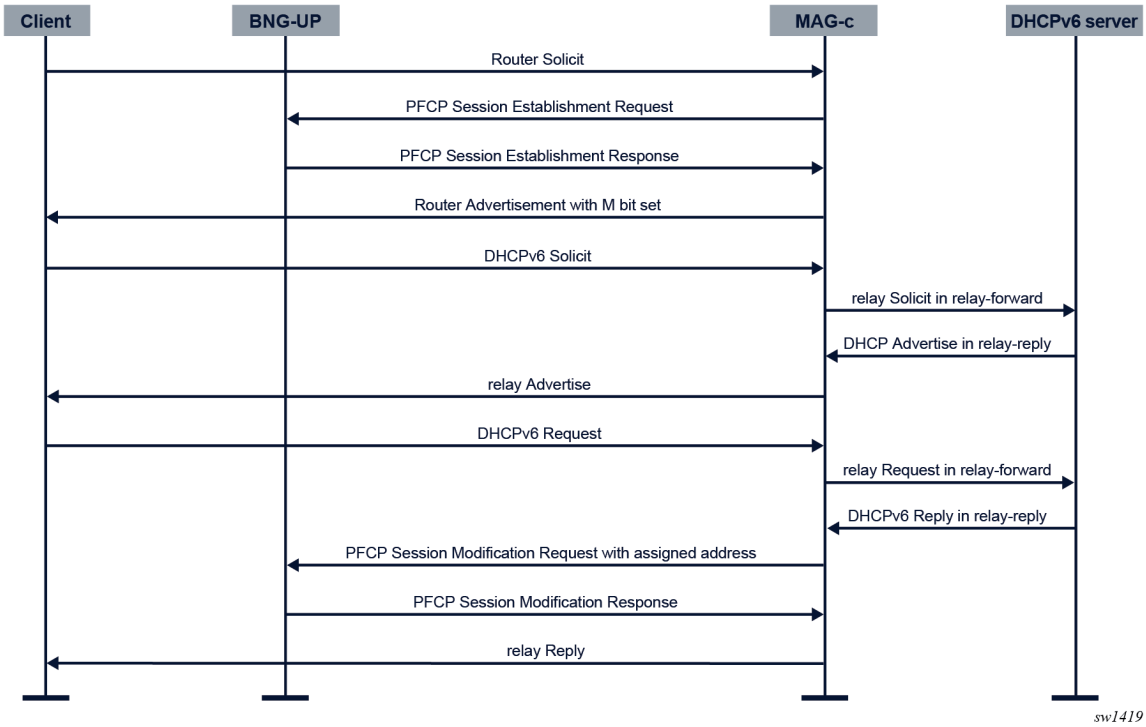 Client
BNG-UP
MAG-c
DHCPv6 server
Router Solicit
PFCP Session Establishment Request
PFCP Session Establishment Response
Router Advertisement with M bit set
DHCPv6 Solicit
relay Solicit in relay-forward
DHCP Advertise in relay-reply
relay Advertise
DHCPv6 Request
relay Request in relay-forward
DHCPv6 Reply in relay-reply
PFCP Session Modification Request with assigned address
PFCP Session Modification Response
relay Reply
sw1419